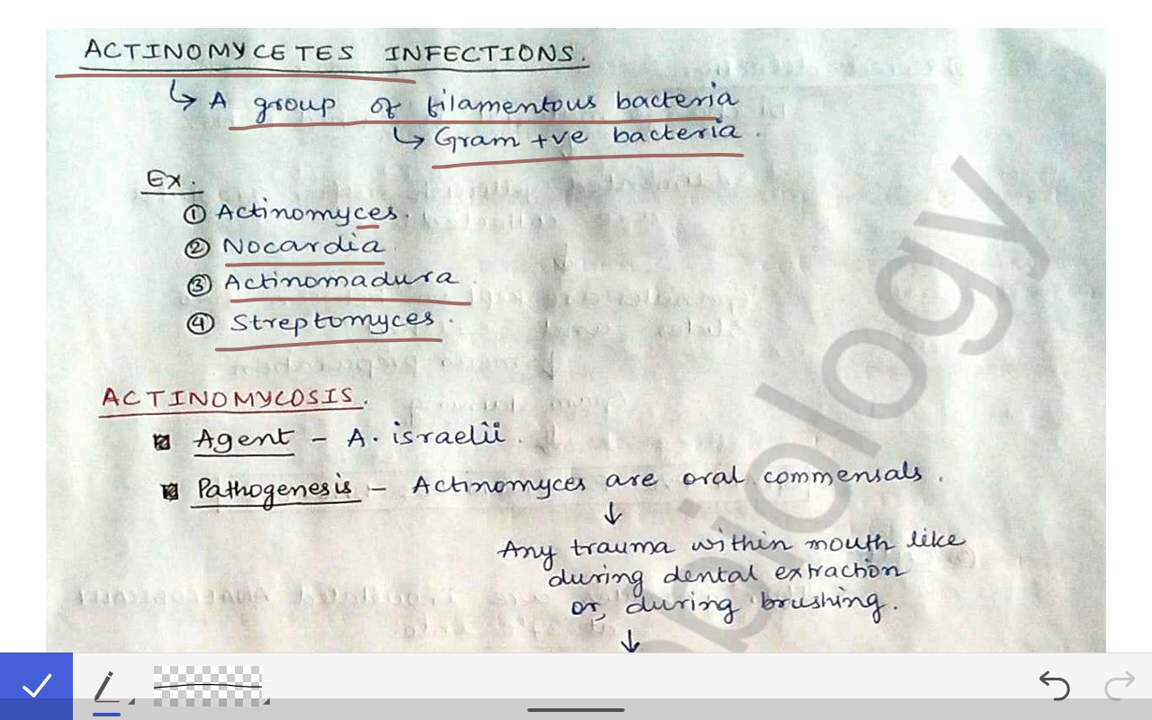 ACTINOMYCETES INFECTIONS.
↳ A group of filamentous bacteria
↳ Gram +ve bacteria.
Ex.
① Actinomyces.
② Nocardia
③ Actinomadura.
④ Streptomyces.
ACTINOMYCOSIS.
Agent - A. israelii.
Pathogenesis - Actinomyces are oral commensals.
↓
Any trauma within mouth like
during dental extraction
or, during brushing.
↓
biology